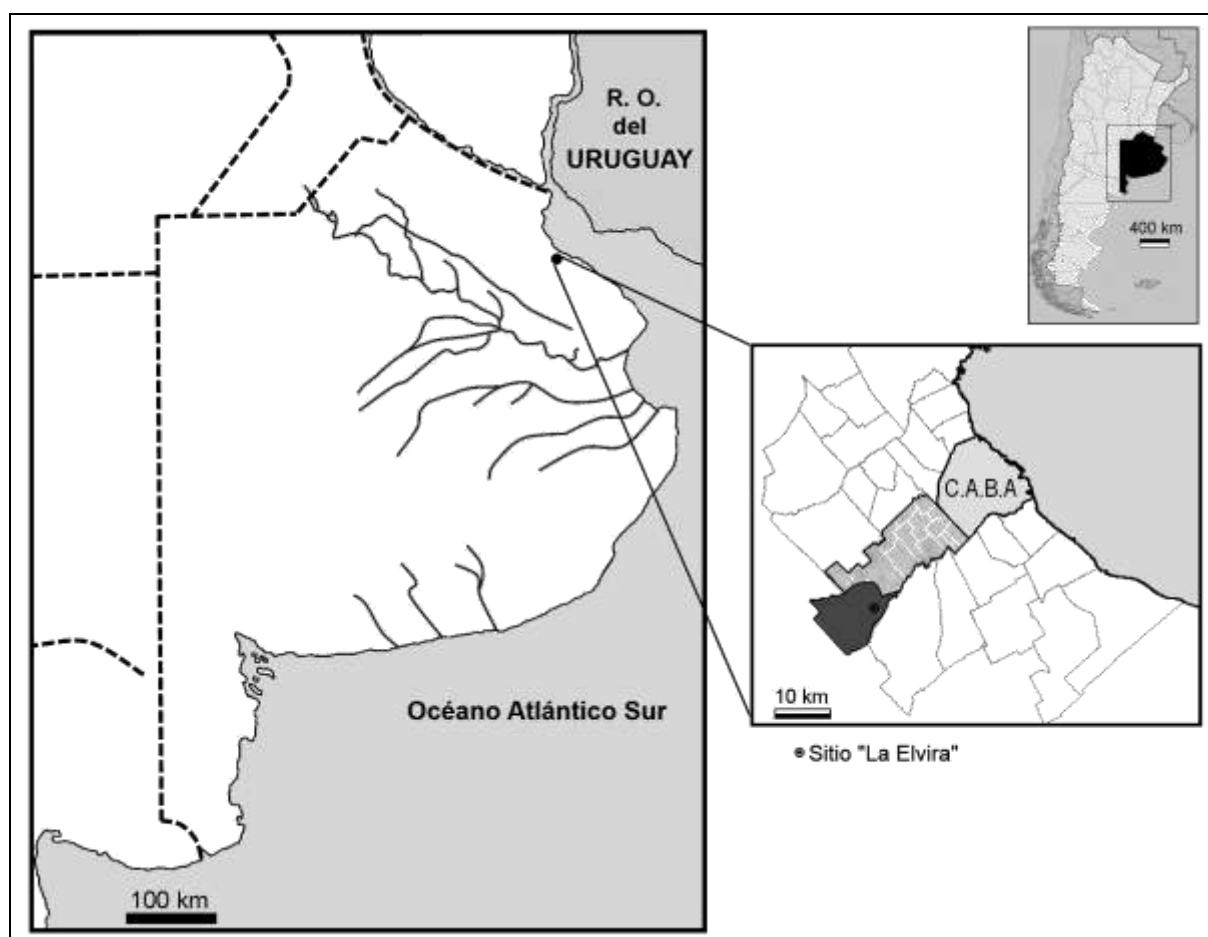 R. O.
del
URUGUAY
Océano Atlántico Sur
100 km
400 km
C.A.B.A
10 km
Sitio "La Elvira"